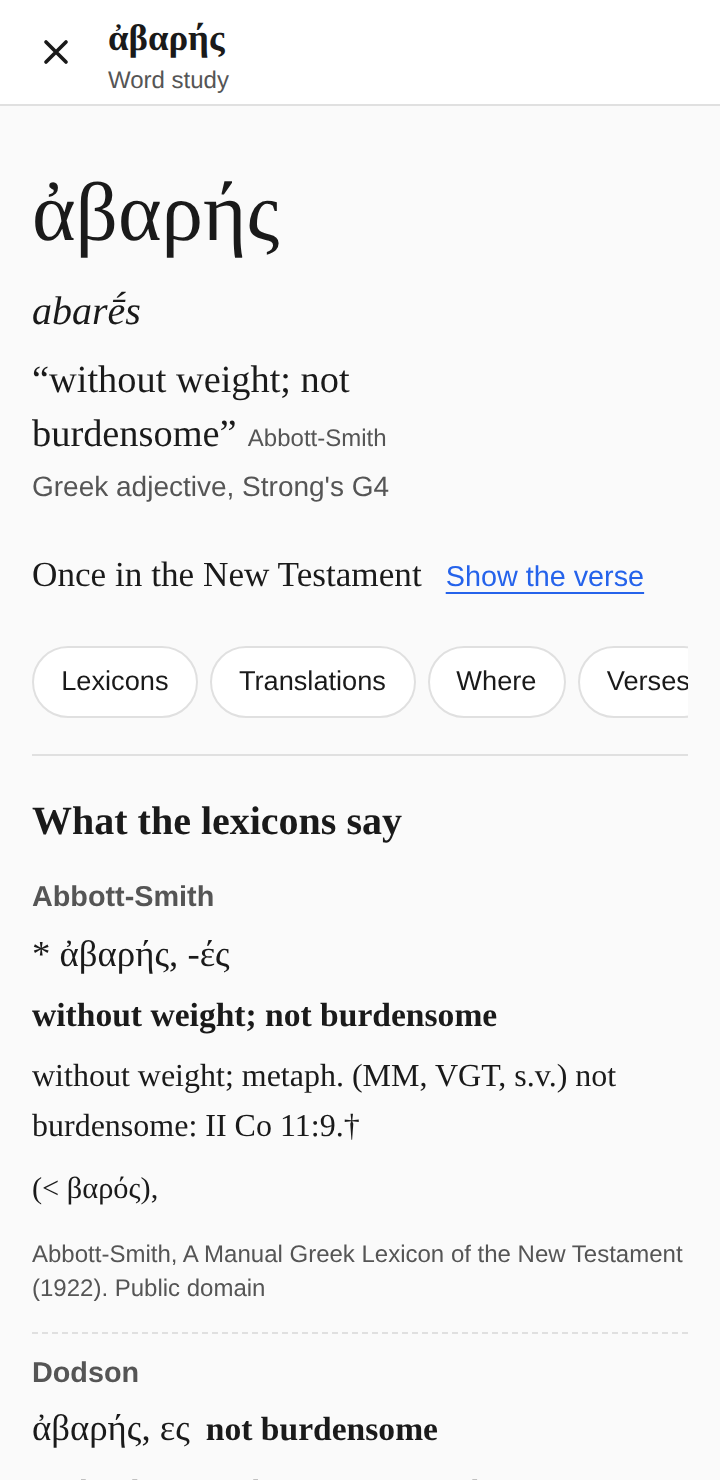 ἀβαρής
Word study
ἀβαρής
abarḗs
“without weight; not
burdensome” Abbott-Smith
Greek adjective, Strong's G4
Once in the New Testament Show the verse
Lexicons Translations Where Verses
What the lexicons say
Abbott-Smith
* ἀβαρής, -ές
without weight; not burdensome
without weight; metaph. (MM, VGT, s.v.) not
burdensome: II Co 11:9.†
(< βαρός),
Abbott-Smith, A Manual Greek Lexicon of the New Testament
(1922). Public domain
Dodson
ἀβαρής, ες not burdensome